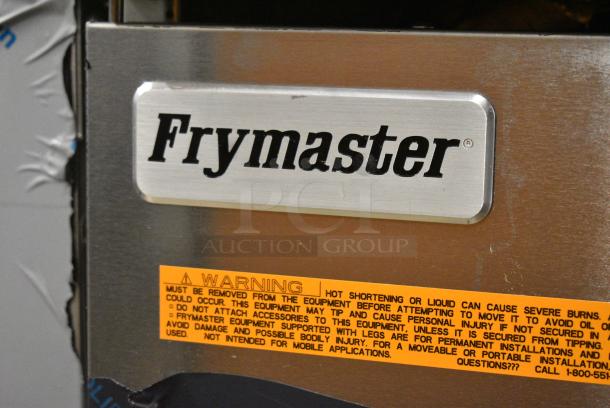 Frymaster®
PCI
AUCTION GROUP
⚠ WARNING HOT SHORTENING OR LIQUID CAN CAUSE SEVERE BURNS.
MUST BE REMOVED FROM THE EQUIPMENT BEFORE ATTEMPTING TO MOVE IT TO AVOID OIL
COULD OCCUR. THIS EQUIPMENT MAY TIP AND CAUSE PERSONAL INJURY IF NOT SECURED IN
DO NOT ATTACH ACCESSORIES TO THIS EQUIPMENT, UNLESS IT IS SECURED FROM TIPPING.
FRYMASTER EQUIPMENT SUPPORTED WITH LEGS ARE FOR PERMANENT INSTALLATIONS AND
AVOID DAMAGE AND POSSIBLE BODILY INJURY. FOR A MOVEABLE OR PORTABLE INSTALLATION,
USED. NOT INTENDED FOR MOBILE APPLICATIONS. QUESTIONS??? CALL 1-800-551-